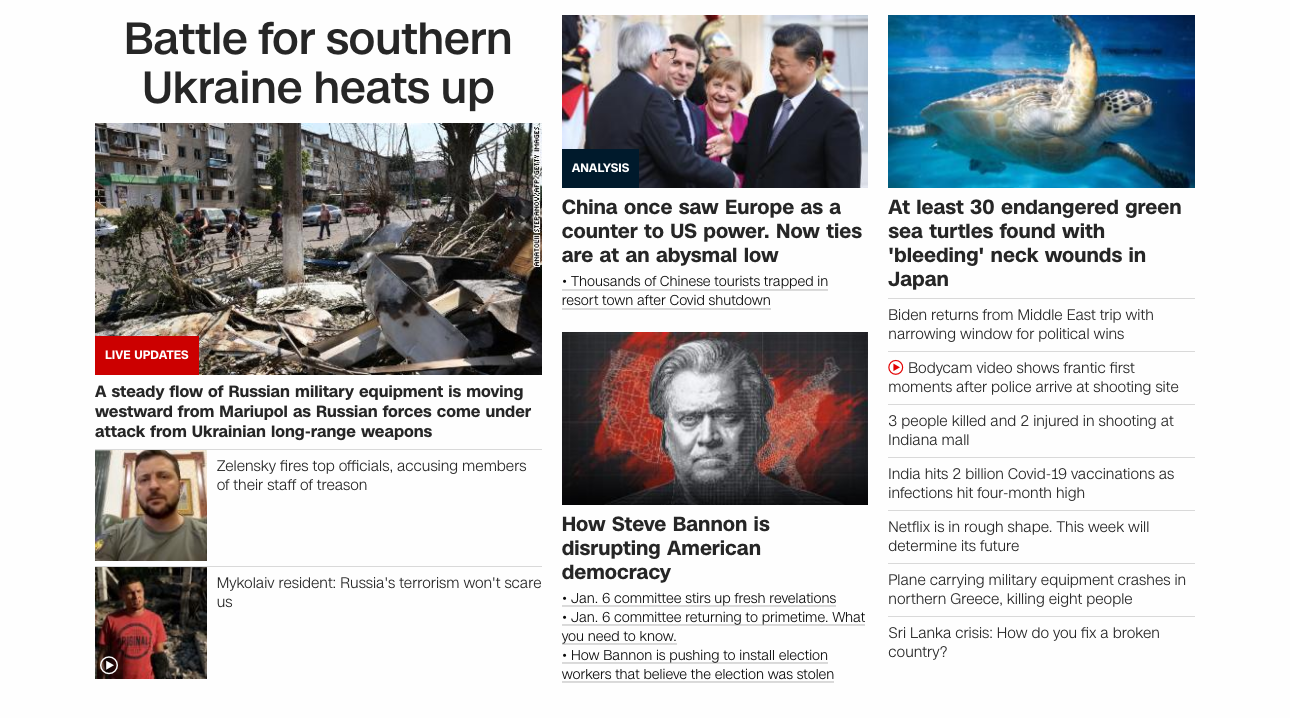 Battle for southern
Ukraine heats up
ANATOLII STEPANOV/AFP/GETTY IMAGES
LIVE UPDATES
A steady flow of Russian military equipment is moving
westward from Mariupol as Russian forces come under
attack from Ukrainian long-range weapons
Zelensky fires top officials, accusing members
of their staff of treason
Mykolaiv resident: Russia's terrorism won't scare
us
ANALYSIS
China once saw Europe as a
counter to US power. Now ties
are at an abysmal low
• Thousands of Chinese tourists trapped in
resort town after Covid shutdown
How Steve Bannon is
disrupting American
democracy
• Jan. 6 committee stirs up fresh revelations
• Jan. 6 committee returning to primetime. What
you need to know.
• How Bannon is pushing to install election
workers that believe the election was stolen
At least 30 endangered green
sea turtles found with
'bleeding' neck wounds in
Japan
Biden returns from Middle East trip with
narrowing window for political wins
Bodycam video shows frantic first
moments after police arrive at shooting site
3 people killed and 2 injured in shooting at
Indiana mall
India hits 2 billion Covid-19 vaccinations as
infections hit four-month high
Netflix is in rough shape. This week will
determine its future
Plane carrying military equipment crashes in
northern Greece, killing eight people
Sri Lanka crisis: How do you fix a broken
country?